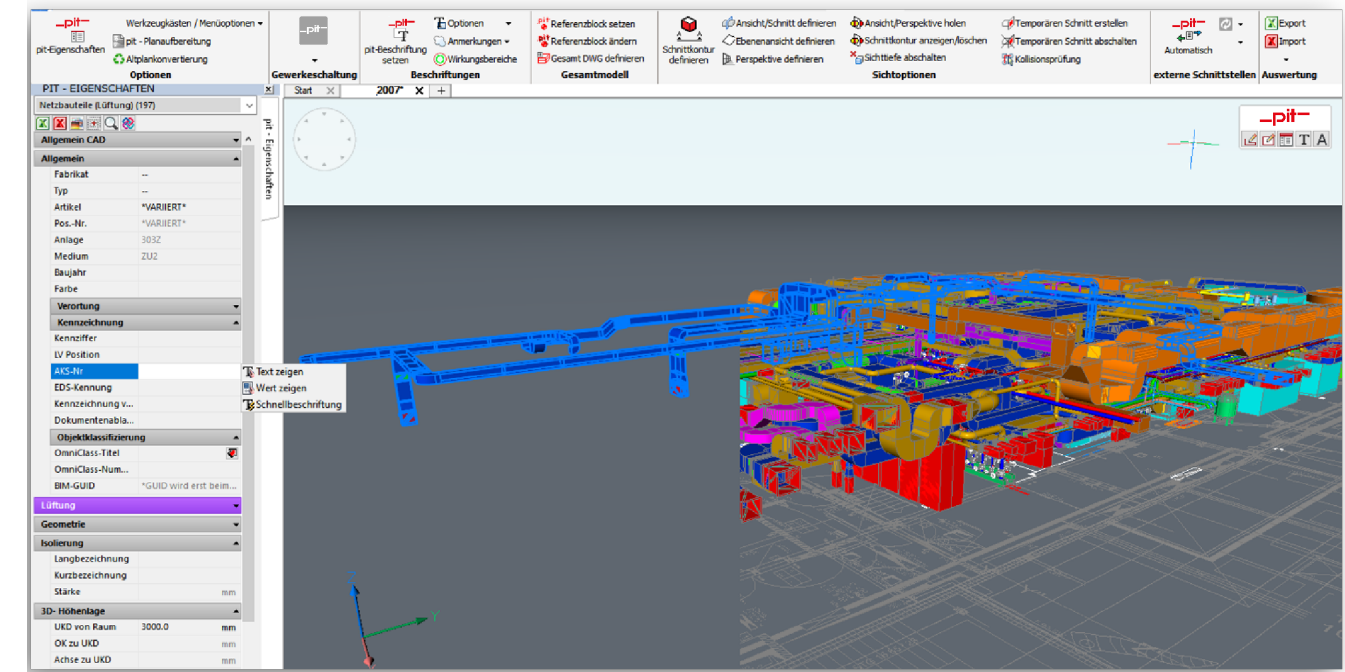 _pit‾
pit-Eigenschaften
Werkzeugkästen / Menüoptionen
pit - Planaufbereitung
Altplankonvertierung
Optionen
_pit‾
Gewerkeschaltung
_pit‾
pit-Beschriftung
setzen
Optionen
Anmerkungen
Wirkungsbereiche
Beschriftungen
Referenzblock setzen
Referenzblock ändern
Gesamt DWG definieren
Gesamtmodell
Schnittkontur
definieren
Ansicht/Schnitt definieren
Ebenenansicht definieren
Perspektive definieren
Ansicht/Perspektive holen
Schnittkontur anzeigen/löschen
Sichttiefe abschalten
Temporären Schnitt erstellen
Temporären Schnitt abschalten
Kollisionsprüfung
Sichtoptionen
_pit‾
Automatisch
externe Schnittstellen
Export
Import
Auswertung
PIT - EIGENSCHAFTEN
Netzbauteile (Lüftung) (197)
Start
2007*
pit - Eigenschaften
Allgemein CAD
Allgemein
Fabrikat --
Typ --
Artikel *VARIIERT*
Pos.-Nr. *VARIIERT*
Anlage 303Z
Medium ZU2
Baujahr
Farbe
Verortung
Kennzeichnung
Kennziffer
LV Position
AKS-Nr
EDS-Kennung
Kennzeichnung v...
Dokumentenabla...
Text zeigen
Wert zeigen
Schnellbeschriftung
Objektklassifizierung
OmniClass-Titel
OmniClass-Num...
BIM-GUID *GUID wird erst beim...
Lüftung
Geometrie
Isolierung
Langbezeichnung
Kurzbezeichnung
Stärke mm
3D- Höhenlage
UKD von Raum 3000.0 mm
OK zu UKD mm
Achse zu UKD mm
_pit‾
T A
Z
Y